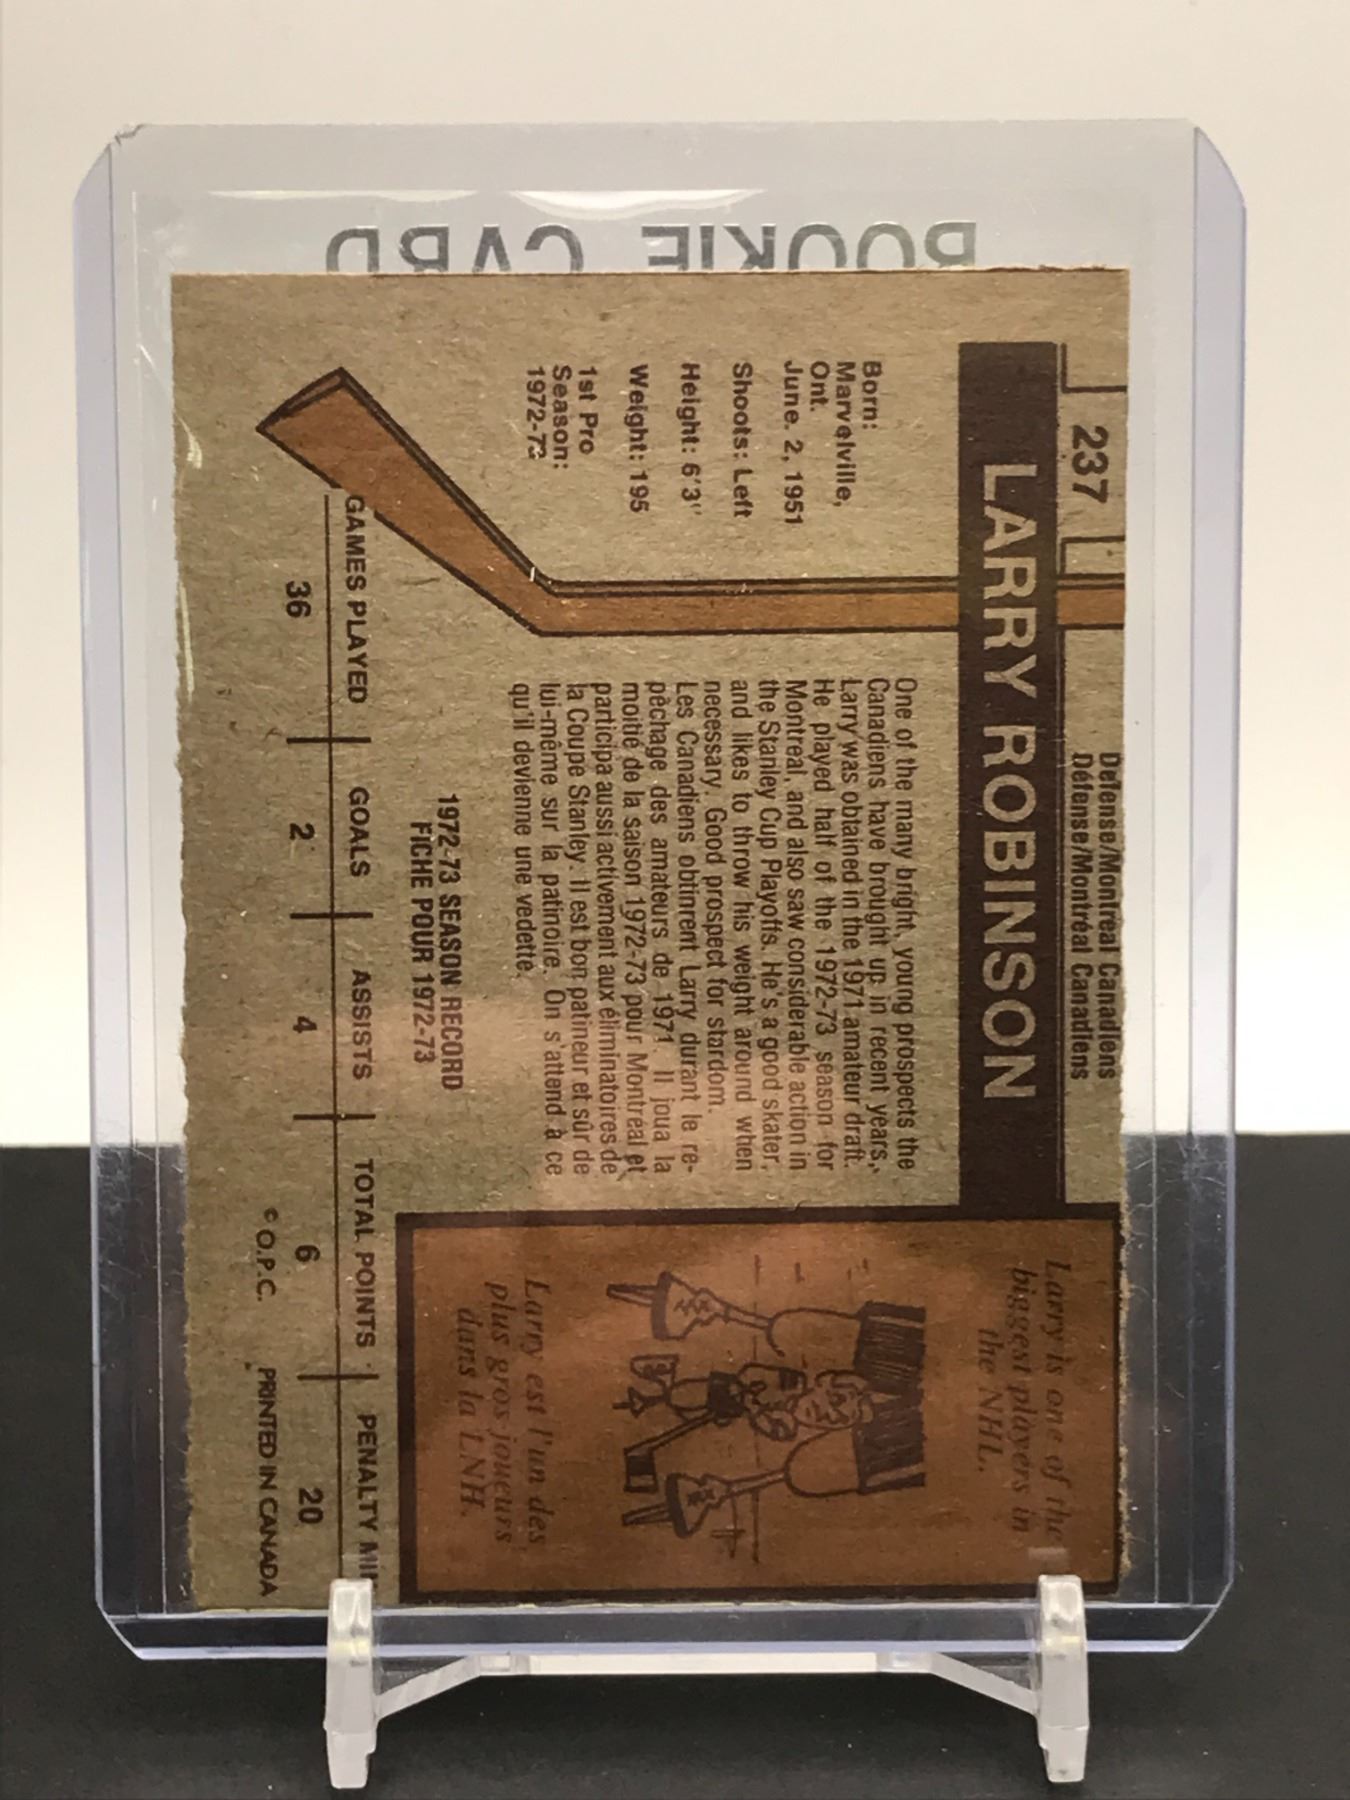 ROOKIE CARD
237
Defense/Montreal Canadiens
Défense/Montréal Canadiens
LARRY ROBINSON
Born:
Marvelville,
Ont.
June. 2, 1951
Shoots: Left
Height: 6'3"
Weight: 195
1st Pro
Season:
1972-73
One of the many bright, young prospects the
Canadiens have brought up in recent years,
Larry was obtained in the 1971 amateur draft.
He played half of the 1972-73 season for
Montreal, and also saw considerable action in
the Stanley Cup Playoffs. He's a good skater,
and likes to throw his weight around when
necessary. Good prospect for stardom.
Les Canadiens obtinrent Larry durant le re-
pêchage des amateurs de 1971. Il joua la
moitié de la saison 1972-73 pour Montréal et
participa aussi activement aux éliminatoires de
la Coupe Stanley. Il est bon patineur et sûr de
lui-même sur la patinoire. On s'attend à ce
qu'il devienne une vedette.
Larry is one of the
biggest players in
the NHL.
Larry est l'un des
plus gros joueurs
dans la LNH.
1972-73 SEASON RECORD
FICHE POUR 1972-73
GAMES PLAYED GOALS ASSISTS TOTAL POINTS PENALTY MI
36 2 4 6 20
© O.P.C. PRINTED IN CANADA